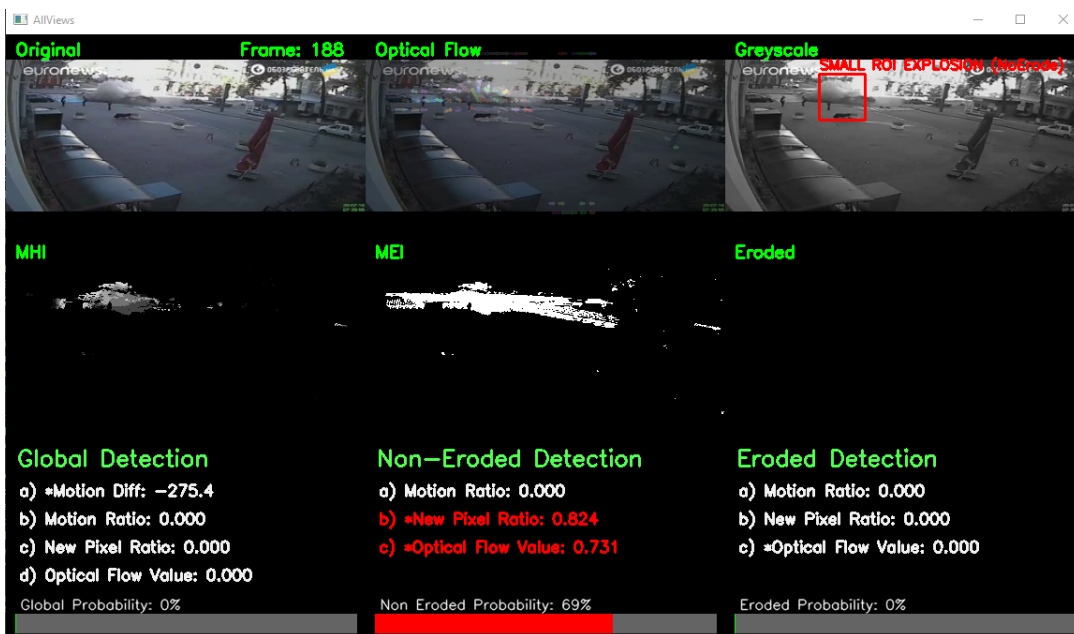 AllViews
Original Frame: 188
euronews
Optical Flow
euronews
Greyscale
SMALL ROI EXPLOSION (NoErode)
MHI
MEI
Eroded
Global Detection
a) *Motion Diff: -275.4
b) Motion Ratio: 0.000
c) New Pixel Ratio: 0.000
d) Optical Flow Value: 0.000
Global Probability: 0%
Non-Eroded Detection
a) Motion Ratio: 0.000
b) *New Pixel Ratio: 0.824
c) *Optical Flow Value: 0.731
Non Eroded Probability: 69%
Eroded Detection
a) Motion Ratio: 0.000
b) New Pixel Ratio: 0.000
c) *Optical Flow Value: 0.000
Eroded Probability: 0%